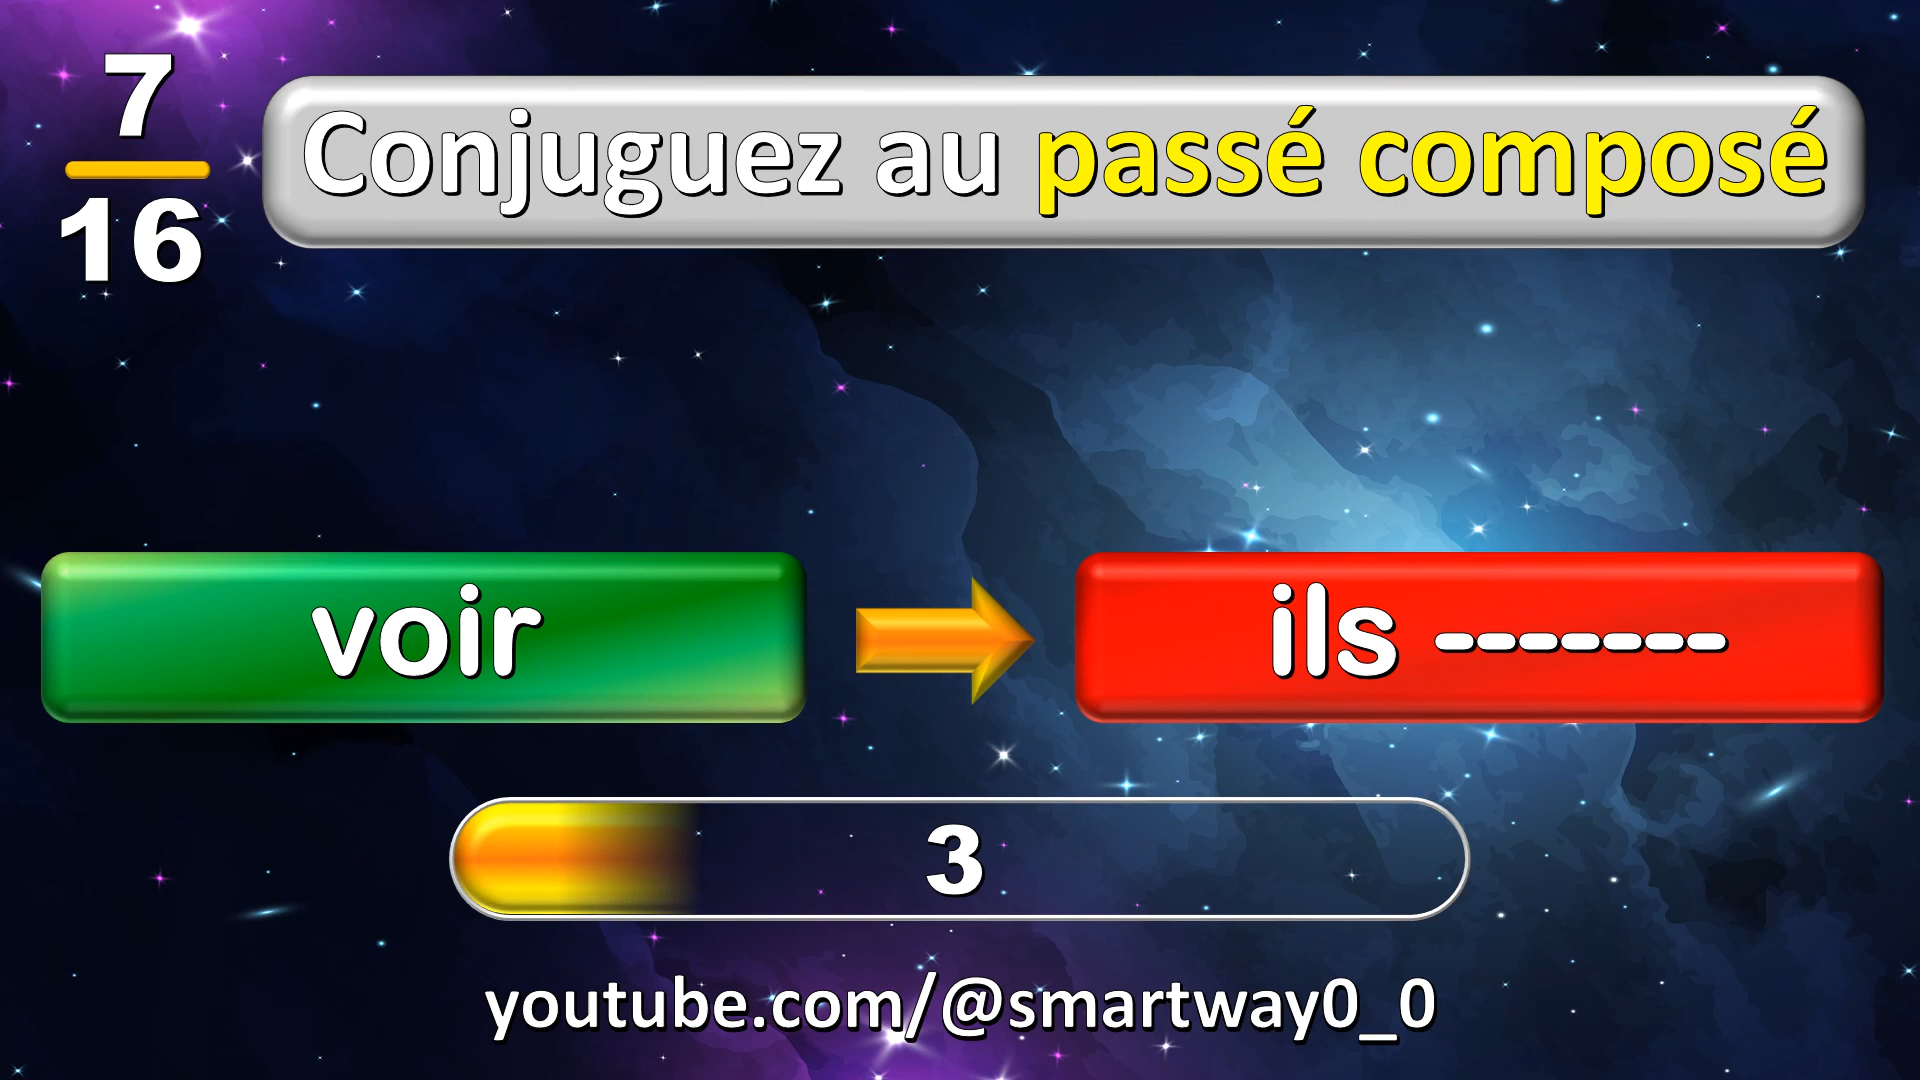 7
16
Conjuguez au passé composé
voir
ils -------
3
youtube.com/@smartway0_0